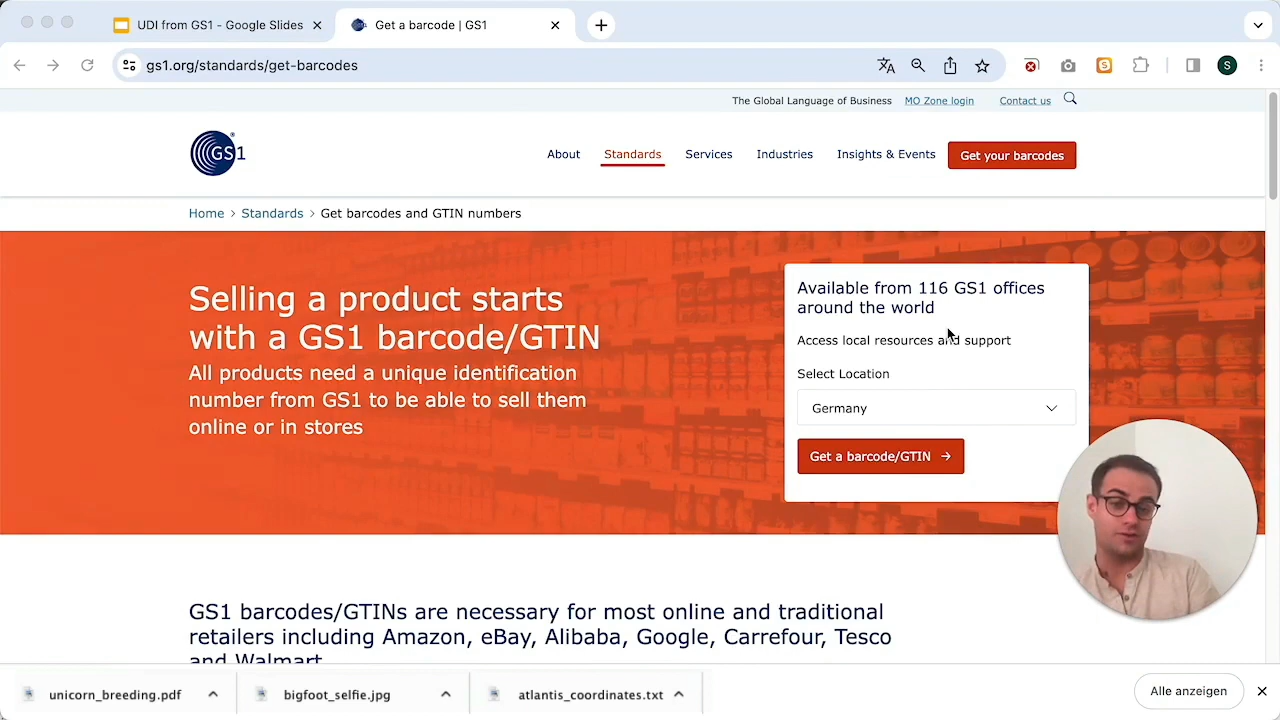 UDI from GS1 - Google Slides
Get a barcode | GS1
gs1.org/standards/get-barcodes
S
S
The Global Language of Business
MO Zone login
Contact us
GS1
About
Standards
Services
Industries
Insights & Events
Get your barcodes
Home > Standards > Get barcodes and GTIN numbers
Selling a product starts
with a GS1 barcode/GTIN
All products need a unique identification
number from GS1 to be able to sell them
online or in stores
Available from 116 GS1 offices
around the world
Access local resources and support
Select Location
Germany
Get a barcode/GTIN
GS1 barcodes/GTINs are necessary for most online and traditional
retailers including Amazon, eBay, Alibaba, Google, Carrefour, Tesco
and Walmart
unicorn_breeding.pdf
bigfoot_selfie.jpg
atlantis_coordinates.txt
Alle anzeigen